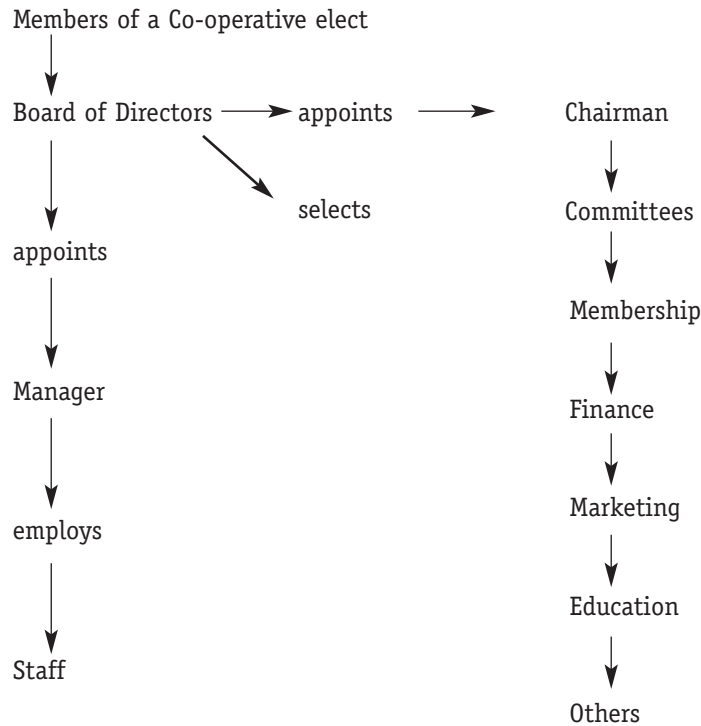 Members of a Co-operative elect
Board of Directors appoints Chairman
selects Committees
appoints
Membership
Manager Finance
Marketing
employs
Education
Staff
Others